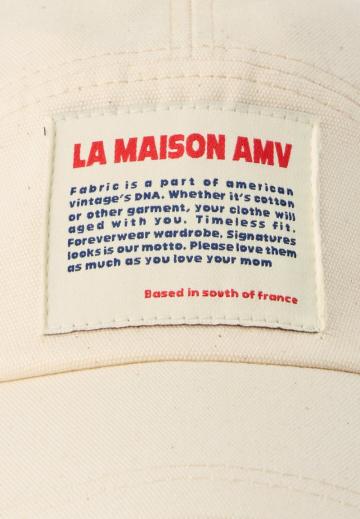 LA MAISON AMV
Fabric is a part of american
vintage's DNA. Whether it's cotton
or other garment, your clothe will
aged with you. Timeless fit.
Foreverwear wardrobe. Signatures
looks is our motto. Please love them
as much as you love your mom
Based in south of france